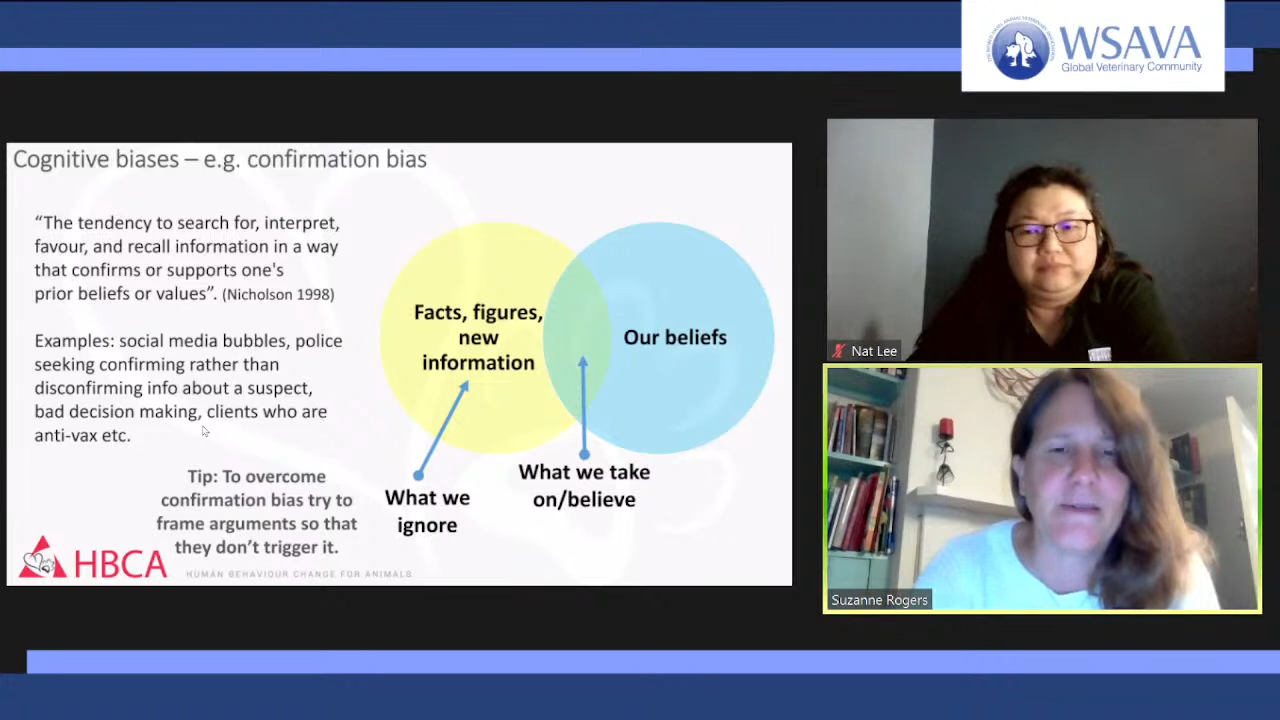 WSAVA
Global Veterinary Community
Cognitive biases – e.g. confirmation bias
“The tendency to search for, interpret,
favour, and recall information in a way
that confirms or supports one's
prior beliefs or values”. (Nicholson 1998)
Examples: social media bubbles, police
seeking confirming rather than
disconfirming info about a suspect,
bad decision making, clients who are
anti-vax etc.
Tip: To overcome
confirmation bias try to
frame arguments so that
they don’t trigger it.
Facts, figures,
new
information
Our beliefs
What we
ignore
What we take
on/believe
HBCA
HUMAN BEHAVIOUR CHANGE FOR ANIMALS
Nat Lee
Suzanne Rogers